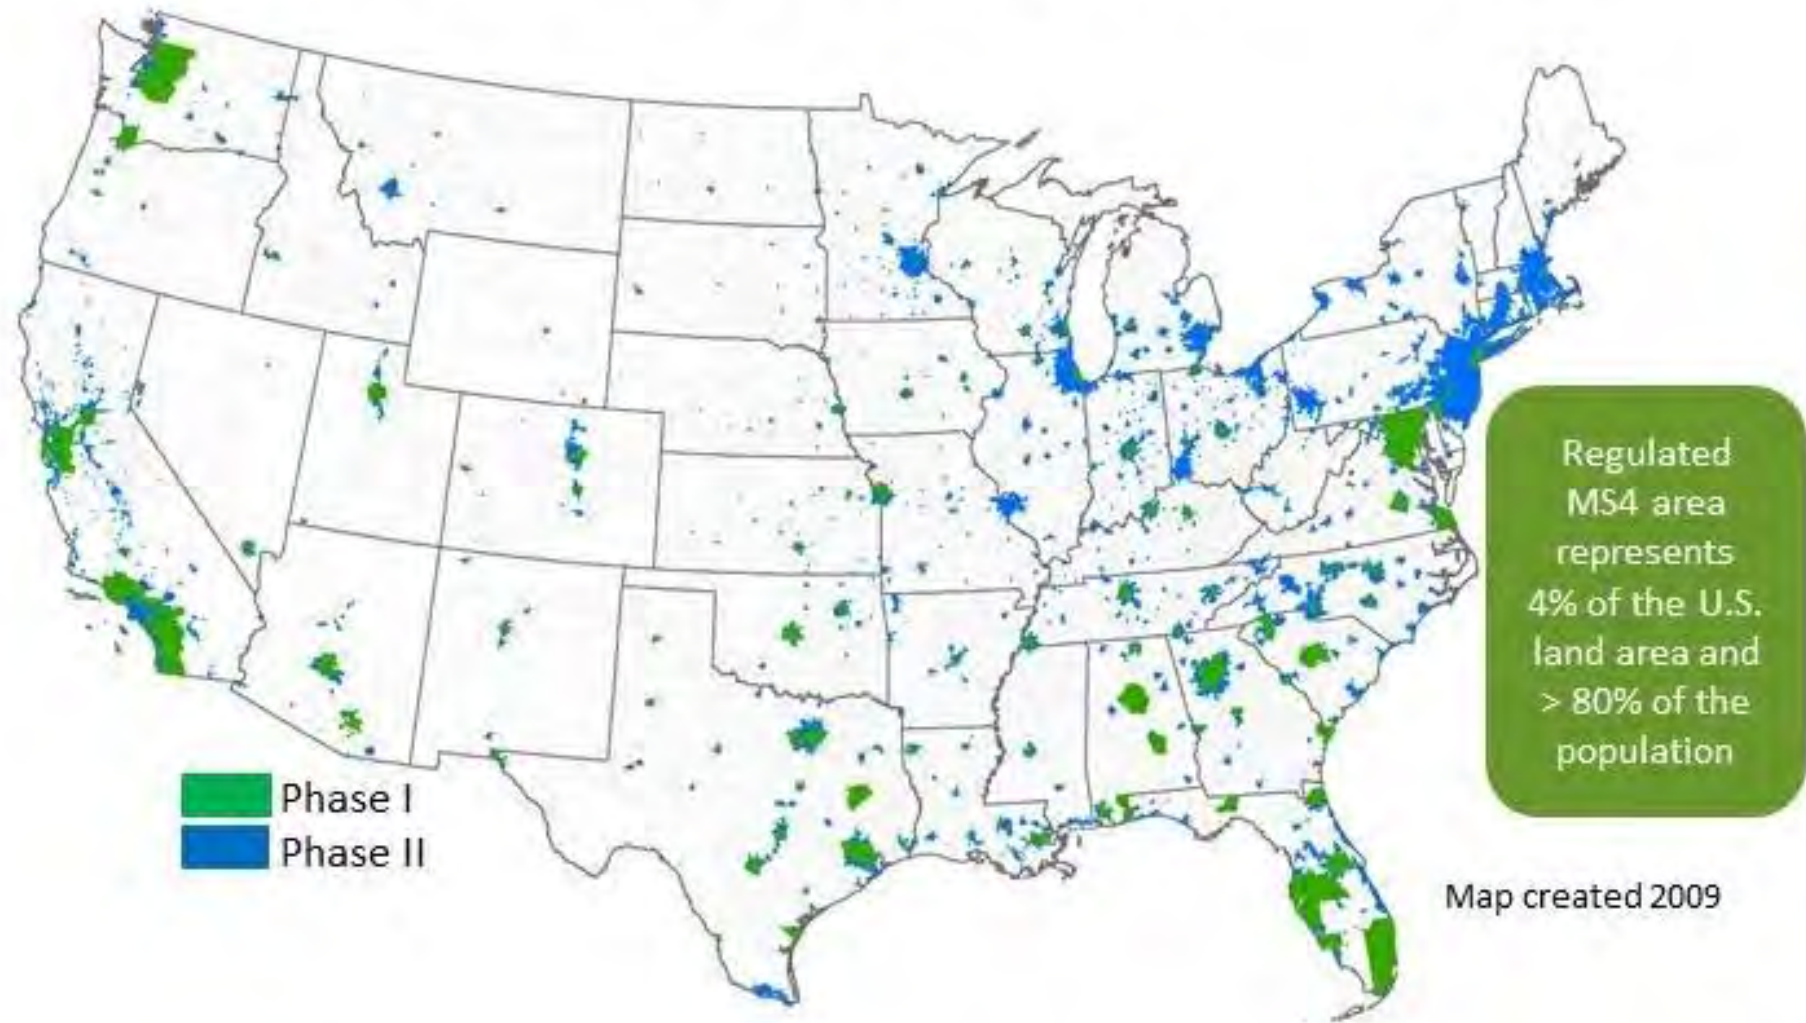 Regulated
MS4 area
represents
4% of the U.S.
land area and
> 80% of the
population
Phase I
Phase II
Map created 2009